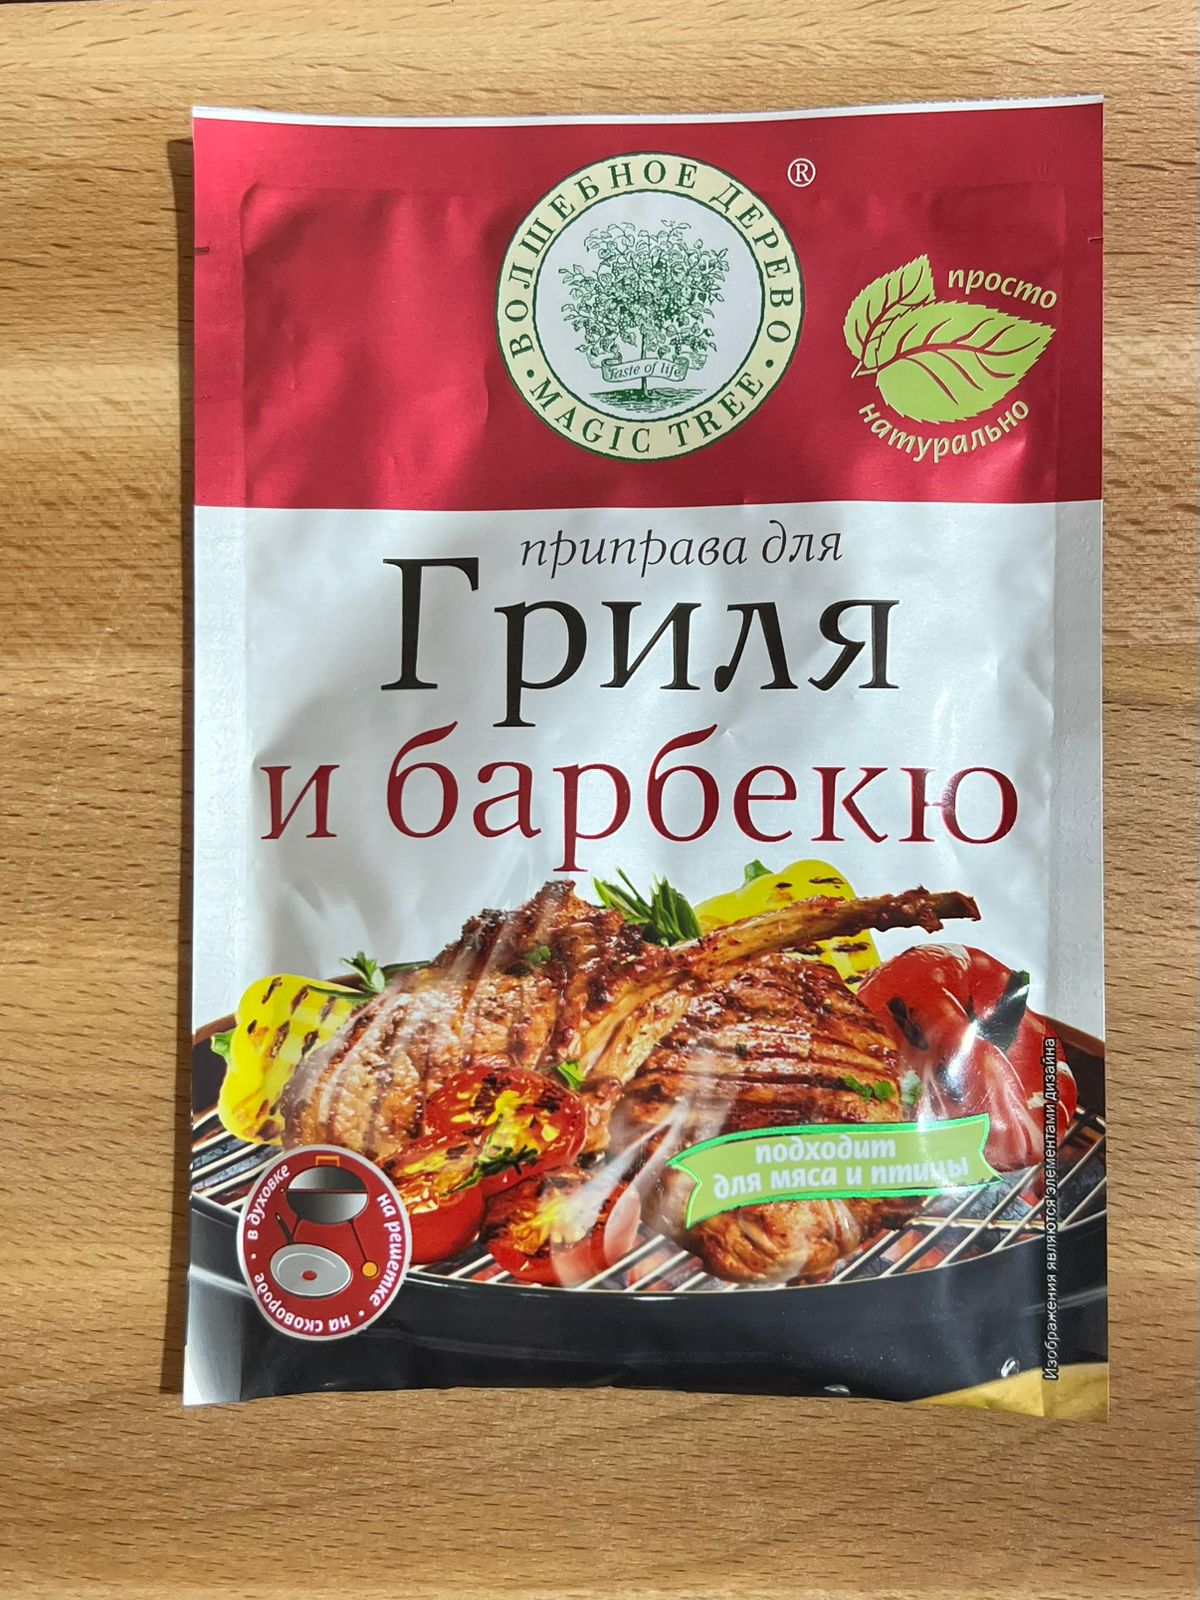 ВОЛШЕБНОЕ ДЕРЕВО
®
Taste of life
• MAGIC TREE •
просто
натурально
приправа для
Гриля
и барбекю
подходит
для мяса и птицы
в духовке • на решетке • на сковороде •
Изображения являются элементами дизайна